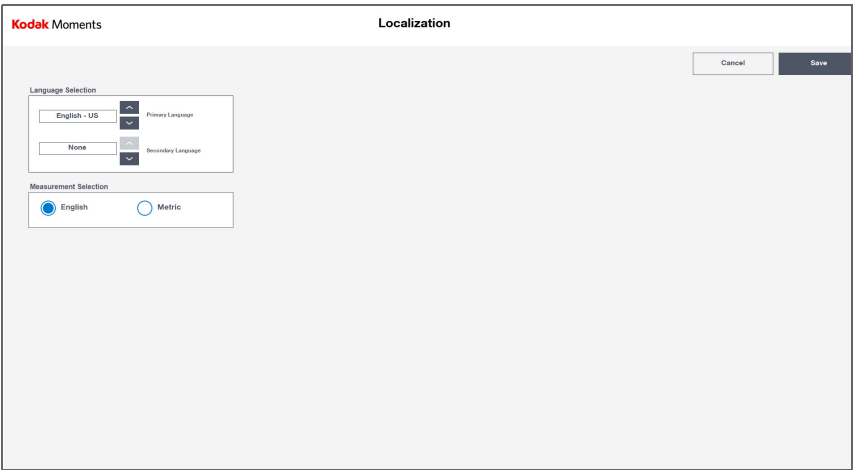 Kodak Moments
Localization
Cancel
Save
Language Selection
English - US
Primary Language
None
Secondary Language
Measurement Selection
English
Metric